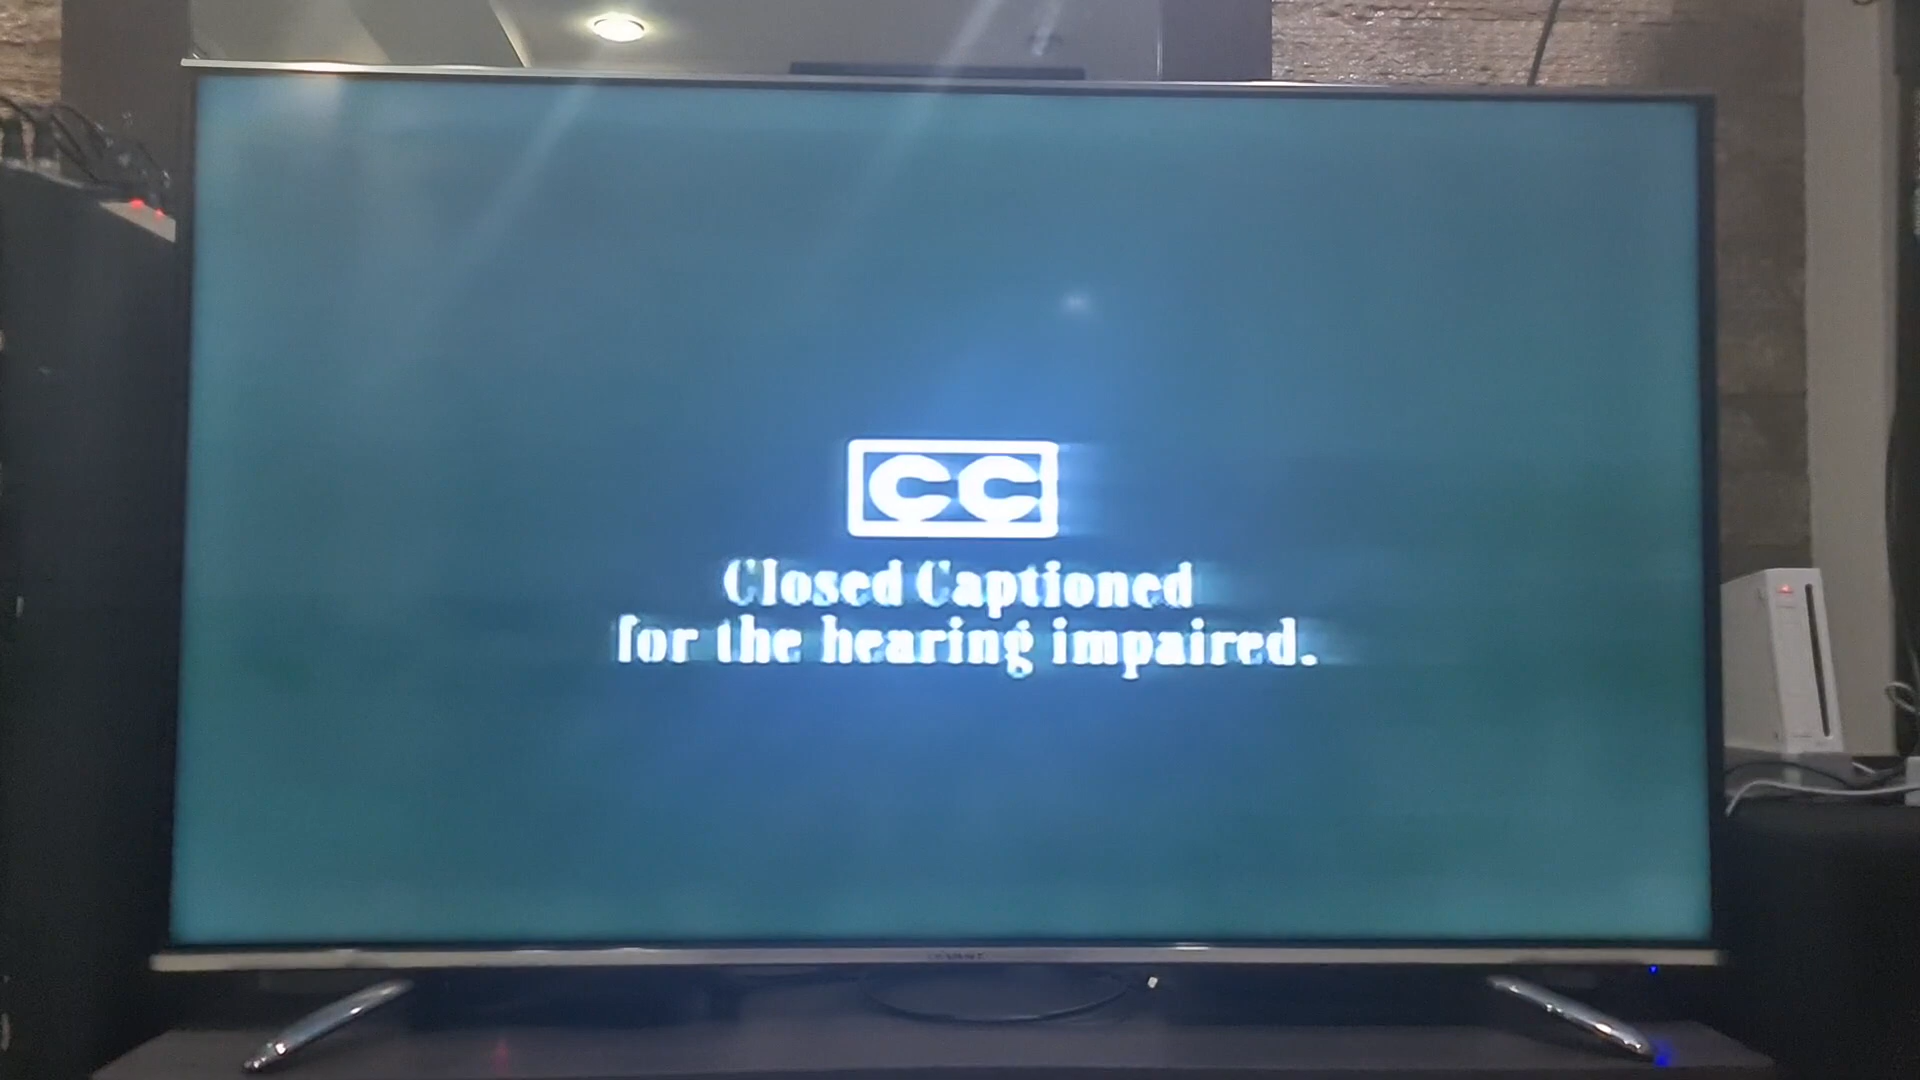 CC
Closed Captioned
for the hearing impaired.